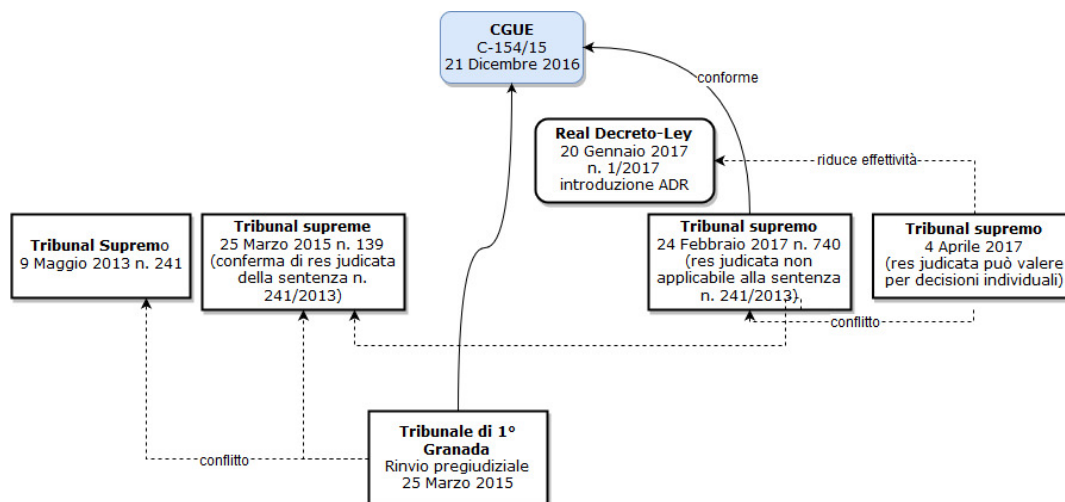 CGUE
C-154/15
21 Dicembre 2016
conforme
Real Decreto-Ley
20 Gennaio 2017
n. 1/2017
introduzione ADR
riduce effettività
Tribunal Supremo
9 Maggio 2013 n. 241
Tribunal supreme
25 Marzo 2015 n. 139
(conferma di res judicata
della sentenza n.
241/2013)
Tribunal supremo
24 Febbraio 2017 n. 740
(res judicata non
applicabile alla sentenza
n. 241/2013)
Tribunal supremo
4 Aprile 2017
(res judicata può valere
per decisioni individuali)
conflitto
Tribunale di 1°
Granada
Rinvio pregiudiziale
25 Marzo 2015
conflitto